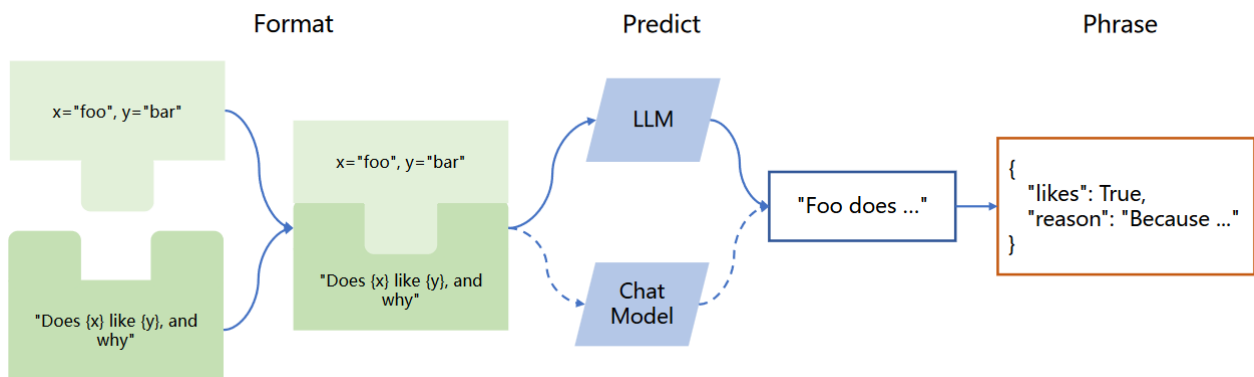 Format
Predict
Phrase
x="foo", y="bar"
"Does {x} like {y}, and
why"
x="foo", y="bar"
"Does {x} like {y}, and
why"
LLM
Chat
Model
"Foo does ..."
{
"likes": True,
"reason": "Because ..."
}